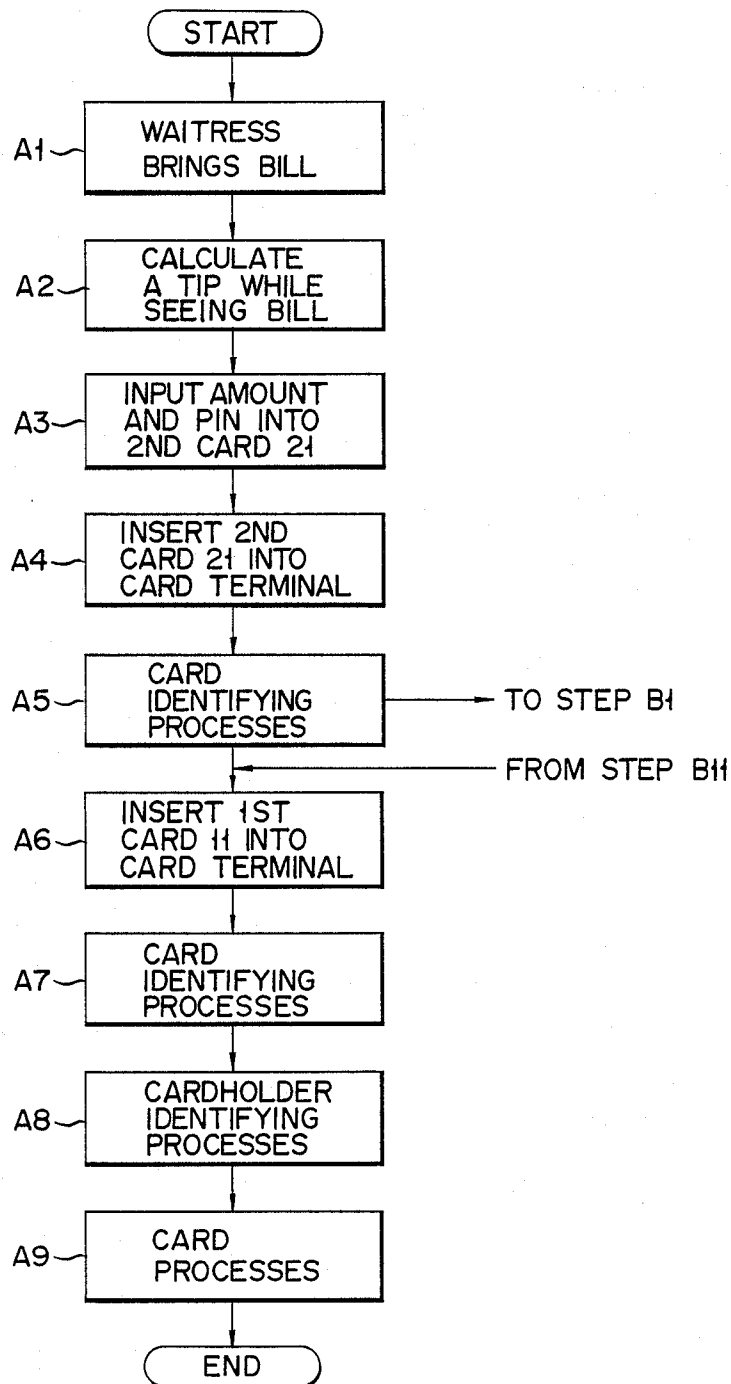 START
A1
WAITRESS
BRINGS BILL
A2
CALCULATE
A TIP WHILE
SEEING BILL
A3
INPUT AMOUNT
AND PIN INTO
2ND CARD 21
A4
INSERT 2ND
CARD 21 INTO
CARD TERMINAL
A5
CARD
IDENTIFYING
PROCESSES
TO STEP B1
FROM STEP B11
A6
INSERT 1ST
CARD 11 INTO
CARD TERMINAL
A7
CARD
IDENTIFYING
PROCESSES
A8
CARDHOLDER
IDENTIFYING
PROCESSES
A9
CARD
PROCESSES
END